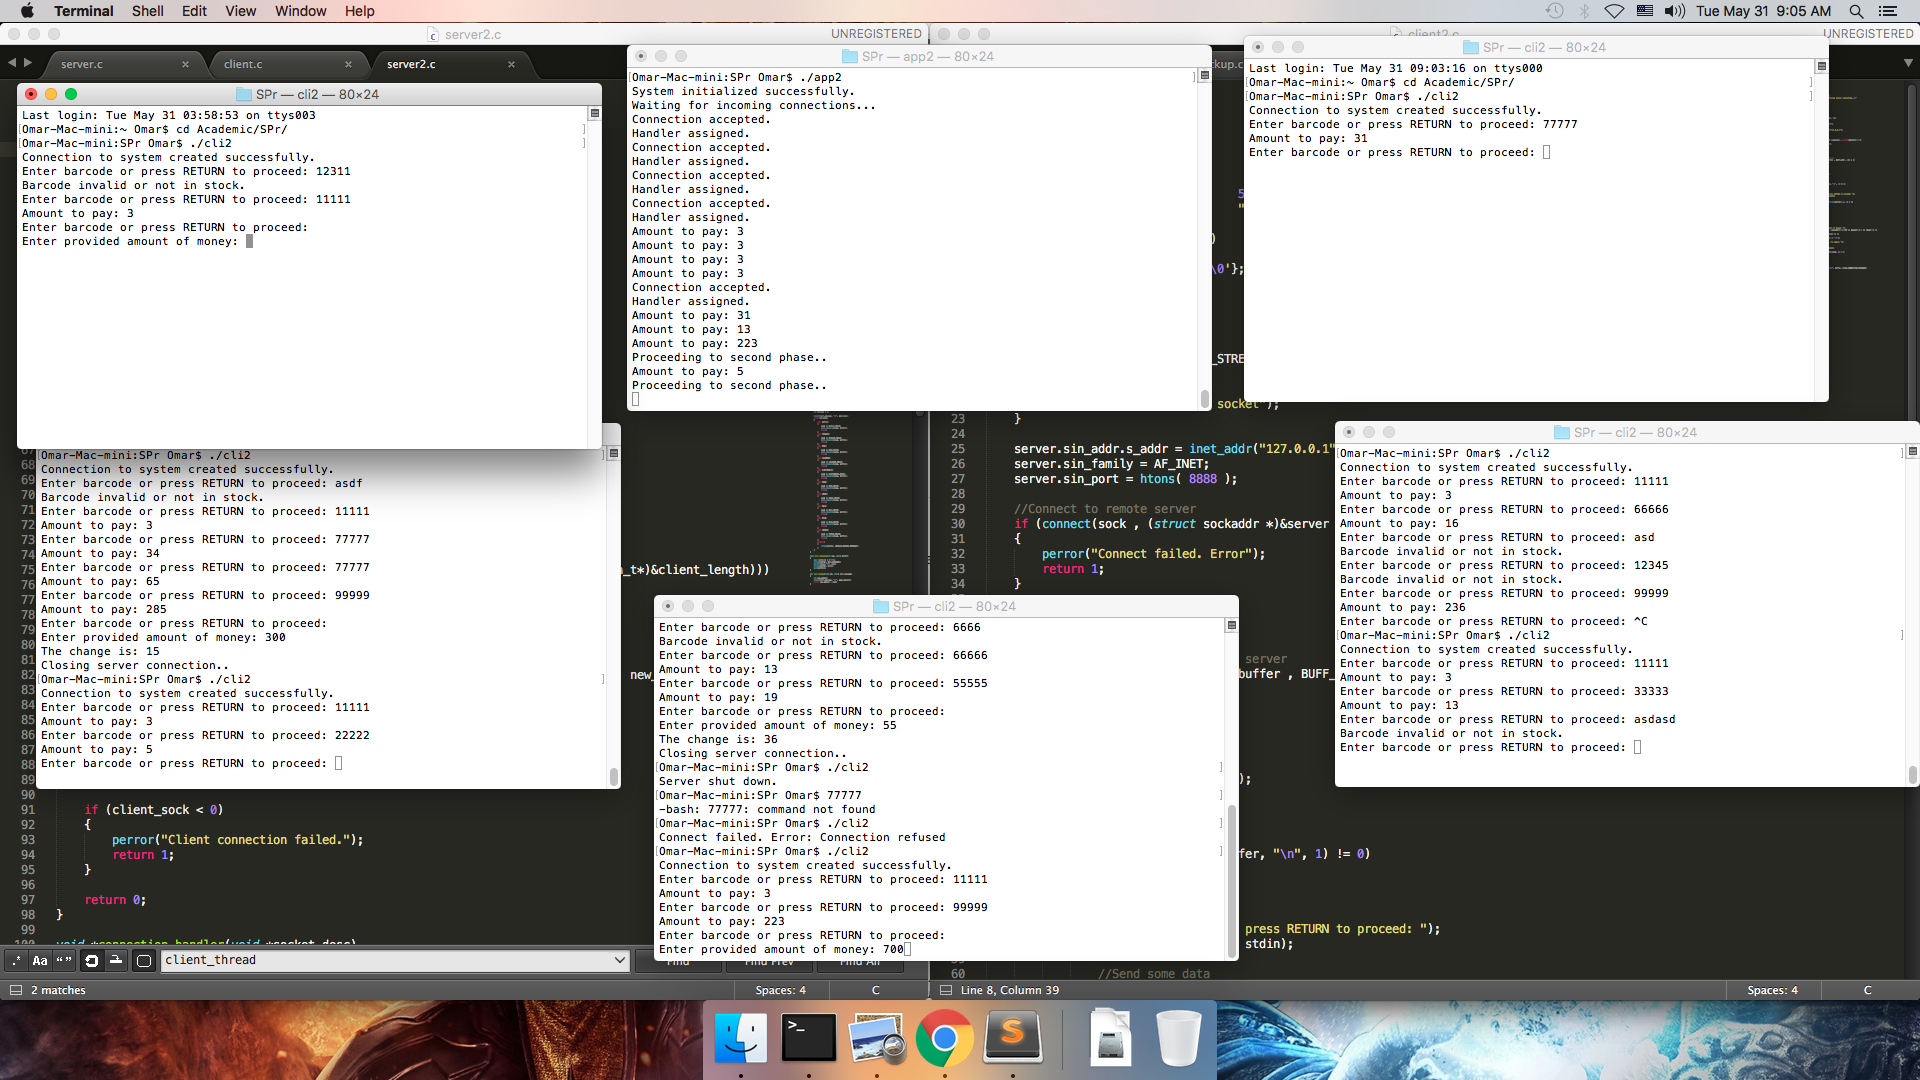 Terminal Shell Edit View Window Help
Tue May 31 9:05 AM
server2.c
UNREGISTERED
client2.c
UNREGISTERED
server.c
client.c
server2.c
SPr — cli2 — 80×24
Last login: Tue May 31 03:58:53 on ttys003
[Omar-Mac-mini:~ Omar$ cd Academic/SPr/ ]
[Omar-Mac-mini:SPr Omar$ ./cli2 ]
Connection to system created successfully.
Enter barcode or press RETURN to proceed: 12311
Barcode invalid or not in stock.
Enter barcode or press RETURN to proceed: 11111
Amount to pay: 3
Enter barcode or press RETURN to proceed:
Enter provided amount of money:
SPr — app2 — 80×24
[Omar-Mac-mini:SPr Omar$ ./app2 ]
System initialized successfully.
Waiting for incoming connections...
Connection accepted.
Handler assigned.
Connection accepted.
Handler assigned.
Connection accepted.
Handler assigned.
Connection accepted.
Handler assigned.
Amount to pay: 3
Amount to pay: 3
Amount to pay: 3
Amount to pay: 3
Connection accepted.
Handler assigned.
Amount to pay: 31
Amount to pay: 13
Amount to pay: 223
Proceeding to second phase..
Amount to pay: 5
Proceeding to second phase..
kup.c
SPr — cli2 — 80×24
Last login: Tue May 31 09:03:16 on ttys000
[Omar-Mac-mini:~ Omar$ cd Academic/SPr/ ]
[Omar-Mac-mini:SPr Omar$ ./cli2 ]
Connection to system created successfully.
Enter barcode or press RETURN to proceed: 77777
Amount to pay: 31
Enter barcode or press RETURN to proceed:
5
"
)
\0'};
_STRE
socket");
23 }
24
25 server.sin_addr.s_addr = inet_addr("127.0.0.1"
26 server.sin_family = AF_INET;
27 server.sin_port = htons( 8888 );
28
29 //Connect to remote server
30 if (connect(sock , (struct sockaddr *)&server
31 {
32 perror("Connect failed. Error");
33 return 1;
34 }
[Omar-Mac-mini:SPr Omar$ ./cli2 ]
Connection to system created successfully.
Enter barcode or press RETURN to proceed: asdf
Barcode invalid or not in stock.
Enter barcode or press RETURN to proceed: 11111
Amount to pay: 3
Enter barcode or press RETURN to proceed: 77777
Amount to pay: 34
Enter barcode or press RETURN to proceed: 77777
Amount to pay: 65
Enter barcode or press RETURN to proceed: 99999
Amount to pay: 285
Enter barcode or press RETURN to proceed:
Enter provided amount of money: 300
The change is: 15
Closing server connection..
[Omar-Mac-mini:SPr Omar$ ./cli2 ]
Connection to system created successfully.
Enter barcode or press RETURN to proceed: 11111
Amount to pay: 3
Enter barcode or press RETURN to proceed: 22222
Amount to pay: 5
Enter barcode or press RETURN to proceed:
68
69
70
71
72
73
74
75
76
77
78
79
80
81
82
83
84
85
86
87
88
89
90
91 if (client_sock < 0)
92 {
93 perror("Client connection failed.");
94 return 1;
95 }
96
97 return 0;
98 }
99
_t*)&client_length)))
new_
SPr — cli2 — 80×24
Enter barcode or press RETURN to proceed: 6666
Barcode invalid or not in stock.
Enter barcode or press RETURN to proceed: 66666
Amount to pay: 13
Enter barcode or press RETURN to proceed: 55555
Amount to pay: 19
Enter barcode or press RETURN to proceed:
Enter provided amount of money: 55
The change is: 36
Closing server connection..
[Omar-Mac-mini:SPr Omar$ ./cli2 ]
Server shut down.
[Omar-Mac-mini:SPr Omar$ 77777 ]
-bash: 77777: command not found
[Omar-Mac-mini:SPr Omar$ ./cli2 ]
Connect failed. Error: Connection refused
[Omar-Mac-mini:SPr Omar$ ./cli2 ]
Connection to system created successfully.
Enter barcode or press RETURN to proceed: 11111
Amount to pay: 3
Enter barcode or press RETURN to proceed: 99999
Amount to pay: 223
Enter barcode or press RETURN to proceed:
Enter provided amount of money: 700
SPr — cli2 — 80×24
[Omar-Mac-mini:SPr Omar$ ./cli2 ]
Connection to system created successfully.
Enter barcode or press RETURN to proceed: 11111
Amount to pay: 3
Enter barcode or press RETURN to proceed: 66666
Amount to pay: 16
Enter barcode or press RETURN to proceed: asd
Barcode invalid or not in stock.
Enter barcode or press RETURN to proceed: 12345
Barcode invalid or not in stock.
Enter barcode or press RETURN to proceed: 99999
Amount to pay: 236
Enter barcode or press RETURN to proceed: ^C
[Omar-Mac-mini:SPr Omar$ ./cli2 ]
Connection to system created successfully.
Enter barcode or press RETURN to proceed: 11111
Amount to pay: 3
Enter barcode or press RETURN to proceed: 33333
Amount to pay: 13
Enter barcode or press RETURN to proceed: asdasd
Barcode invalid or not in stock.
Enter barcode or press RETURN to proceed:
server
buffer , BUFF_
);
fer, "\n", 1) != 0)
press RETURN to proceed: ");
stdin);
60 //Send some data
.* Aa “”
client_thread
Find
Find Prev
Find All
2 matches
Spaces: 4
C
Line 8, Column 39
Spaces: 4
C
>_
S